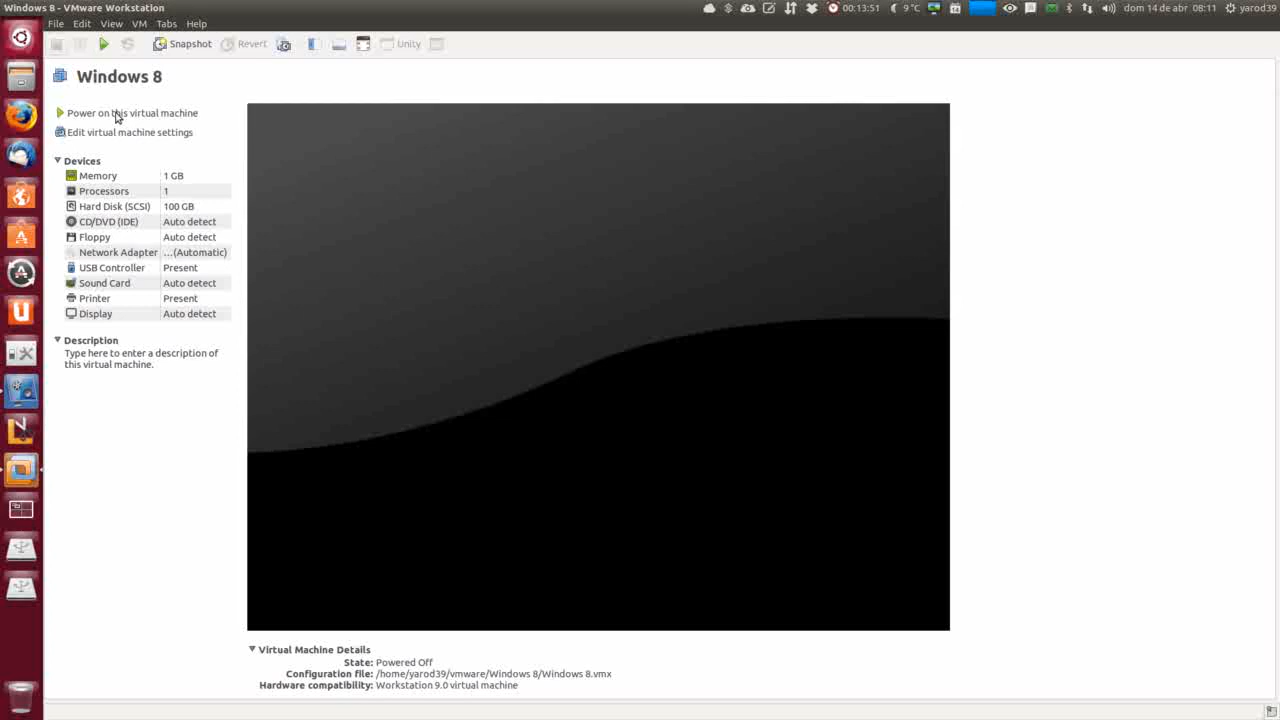 Windows 8 - VMware Workstation
00:13:51 9 °C dom 14 de abr 08:11 yarod39
File Edit View VM Tabs Help
Snapshot Revert Unity
Windows 8
Power on this virtual machine
Edit virtual machine settings
Devices
Memory 1 GB
Processors 1
Hard Disk (SCSI) 100 GB
CD/DVD (IDE) Auto detect
Floppy Auto detect
Network Adapter ...(Automatic)
USB Controller Present
Sound Card Auto detect
Printer Present
Display Auto detect
Description
Type here to enter a description of
this virtual machine.
Virtual Machine Details
State: Powered Off
Configuration file: /home/yarod39/vmware/Windows 8/Windows 8.vmx
Hardware compatibility: Workstation 9.0 virtual machine